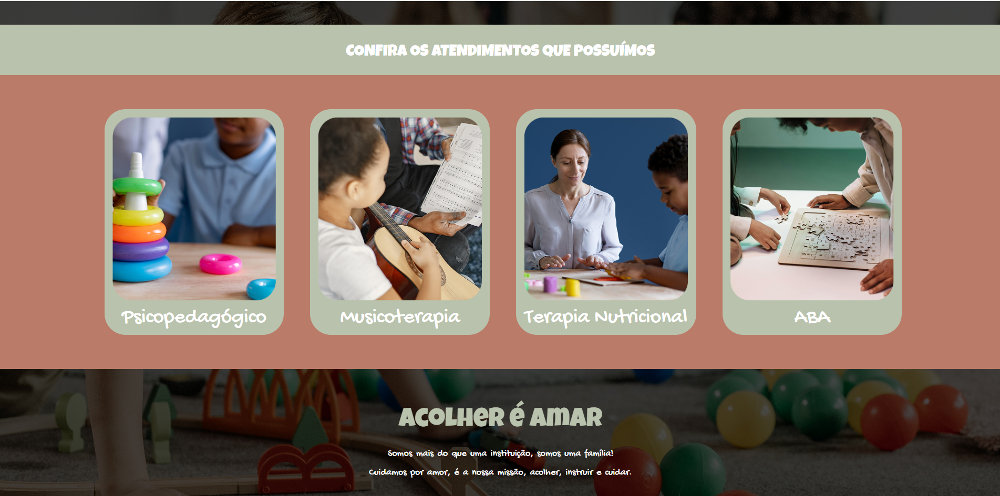 CONFIRA OS ATENDIMENTOS QUE POSSUÍMOS
Psicopedagógico
Musicoterapia
Terapia Nutricional
ABA
ACOLHER É AMAR
Somos mais do que uma instituição, somos uma família!
Cuidamos por amor, é a nossa missão, acolher, instruir e cuidar.